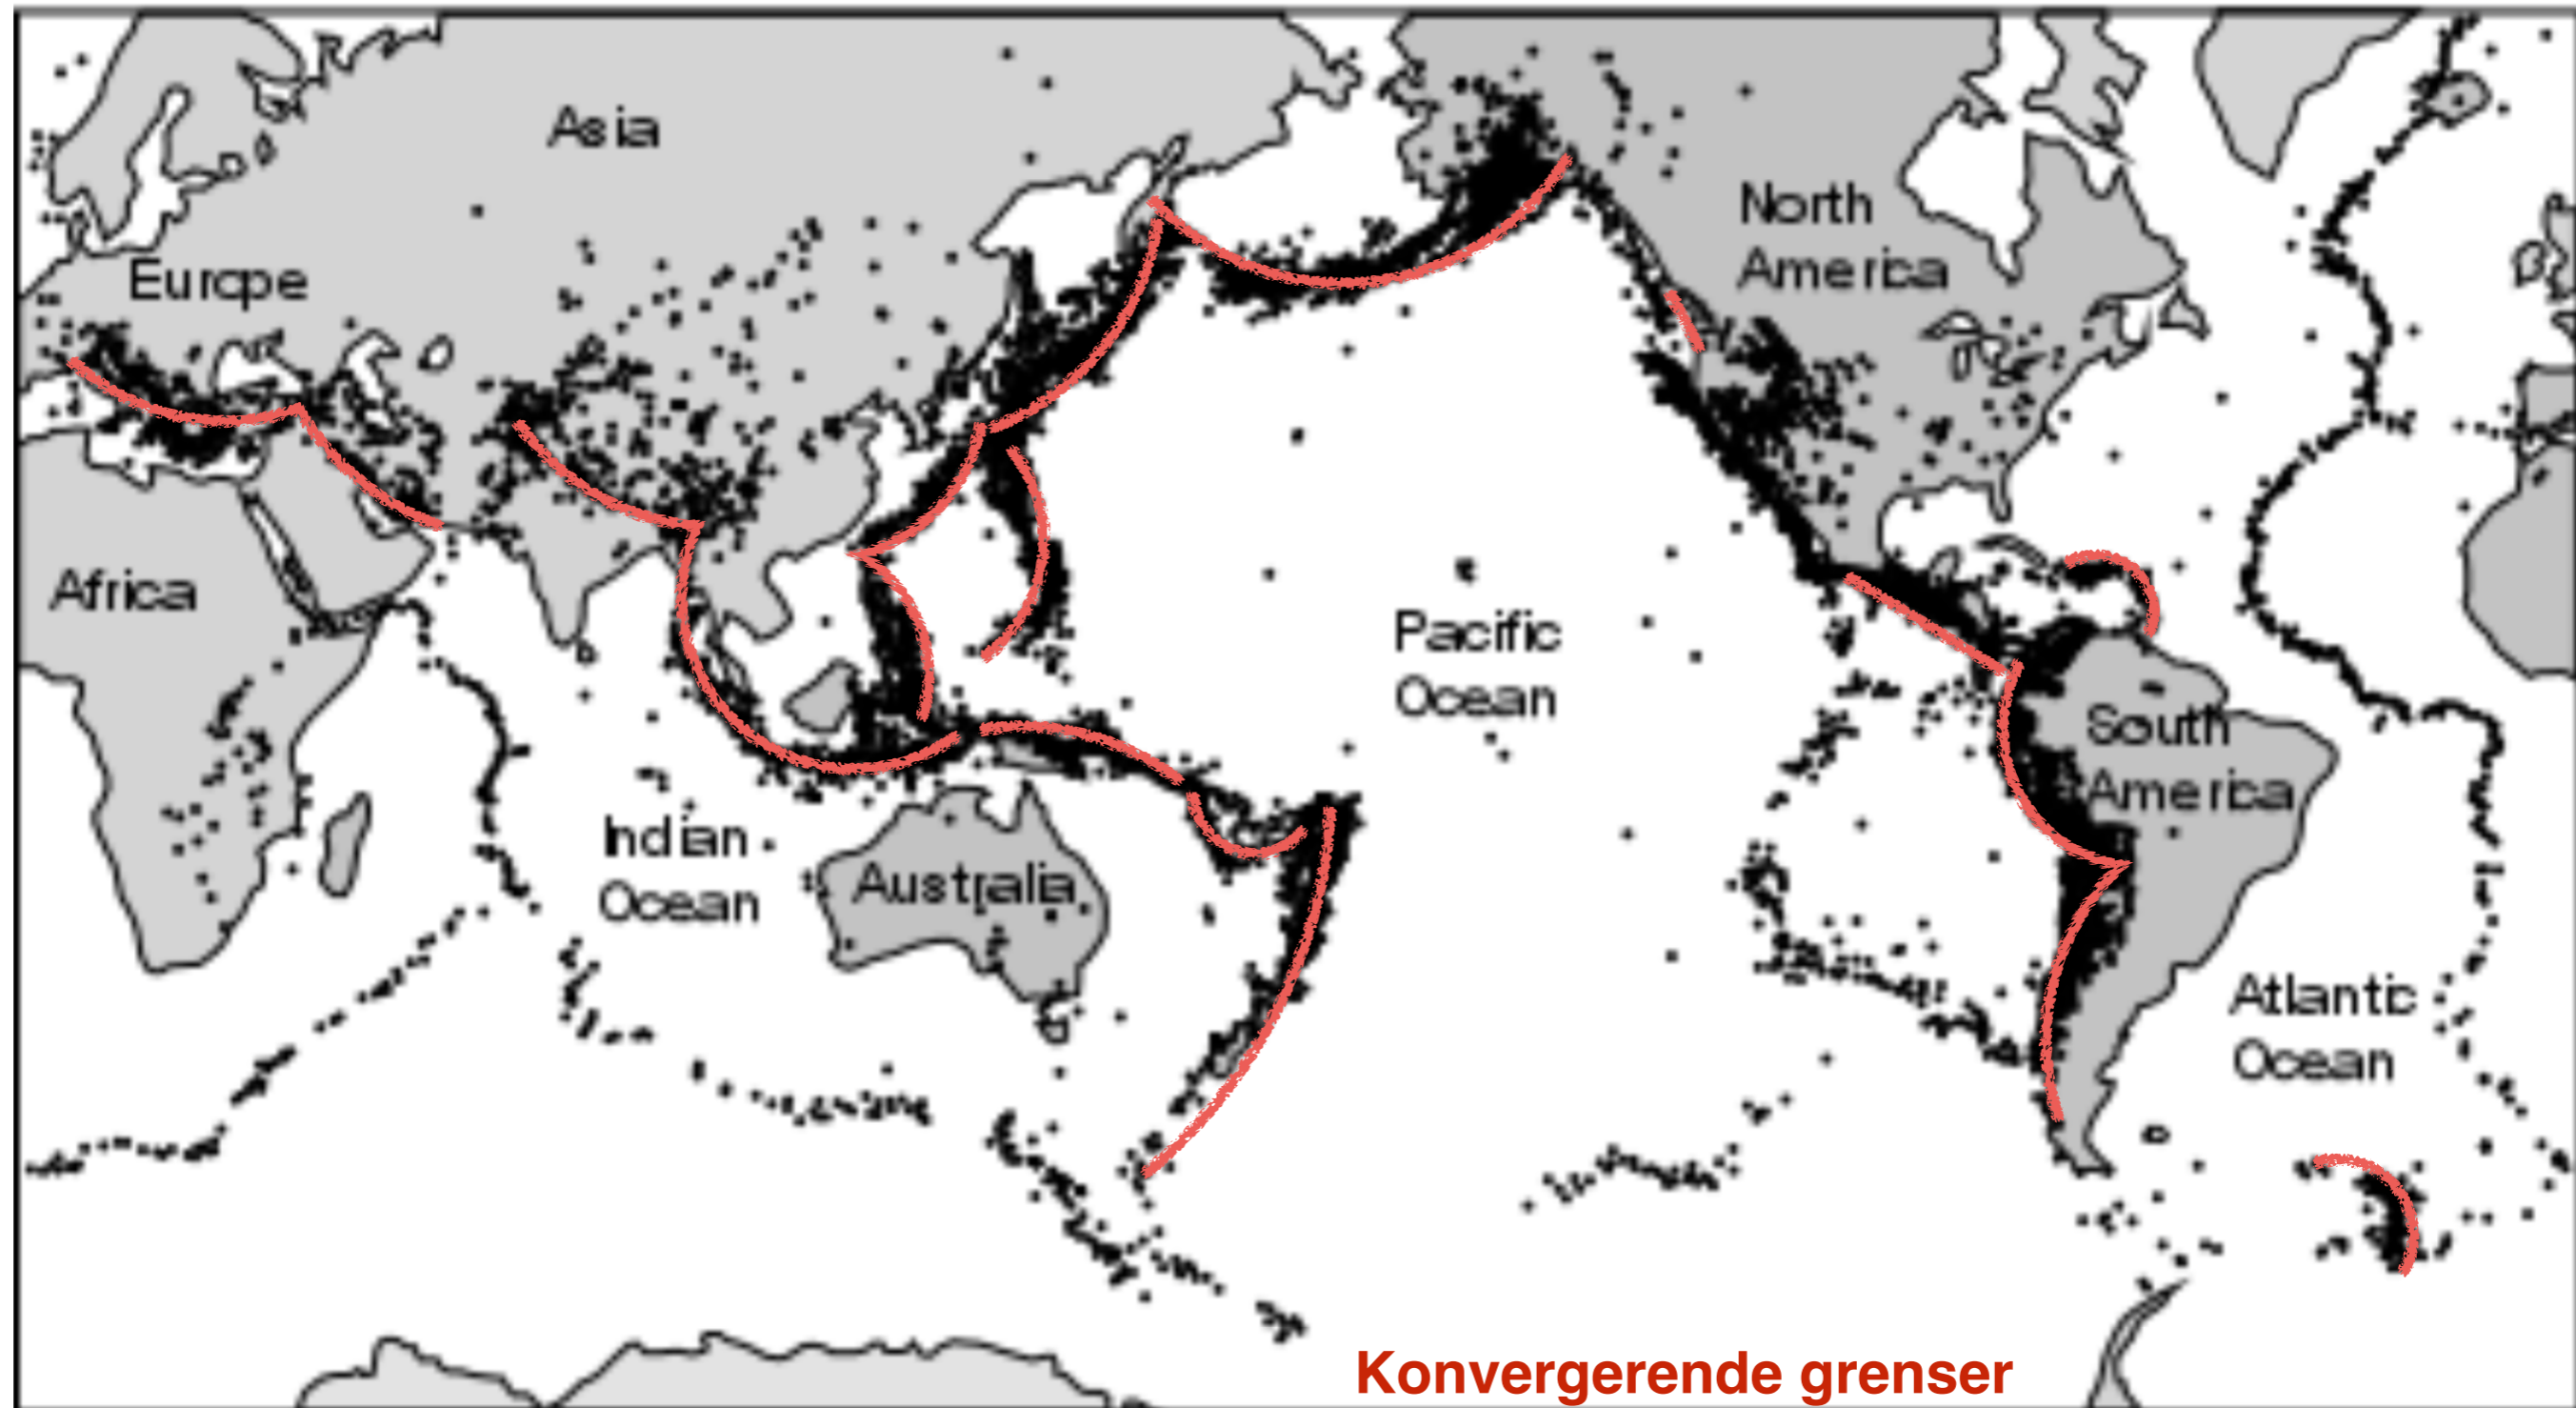 Asia
North
America
Europe
Africa
Pacific
Ocean
South
America
Indian
Ocean
Australia
Atlantic
Ocean
Konvergerende grenser